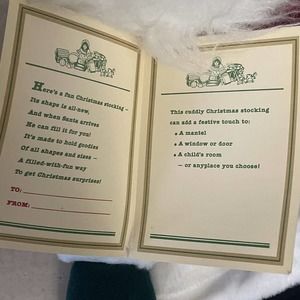 Here's a fun Christmas stocking –
Its shape is all-new,
And when Santa arrives
He can fill it for you!
It's made to hold goodies
Of all shapes and sizes –
A filled-with-fun way
To get Christmas surprises!
TO:
FROM:
This cuddly Christmas stocking
can add a festive touch to:
• A mantel
• A window or door
• A child's room
– or anyplace you choose!